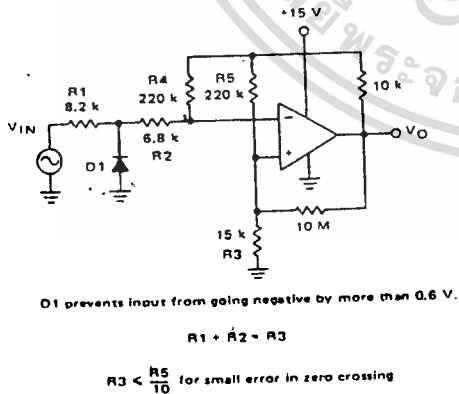 +15 V
R4
220 k
R5
220 k
10 k
R1
8.2 k
VIN
6.8 k
R2
D1
−
+
VO
10 M
15 k
R3
D1 prevents input from going negative by more than 0.6 V.
R1 + R2 = R3
R3 < R5/10 for small error in zero crossing